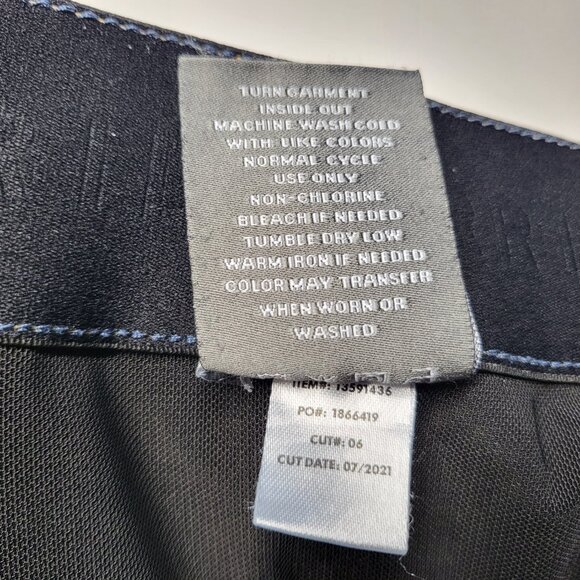 TURN GARMENT
INSIDE OUT
MACHINE WASH COLD
WITH LIKE COLORS
NORMAL CYCLE
USE ONLY
NON-CHLORINE
BLEACH IF NEEDED
TUMBLE DRY LOW
WARM IRON IF NEEDED
COLOR MAY TRANSFER
WHEN WORN OR
WASHED
ITEM#: 13591436
PO#: 1866419
CUT#: 06
CUT DATE: 07/2021